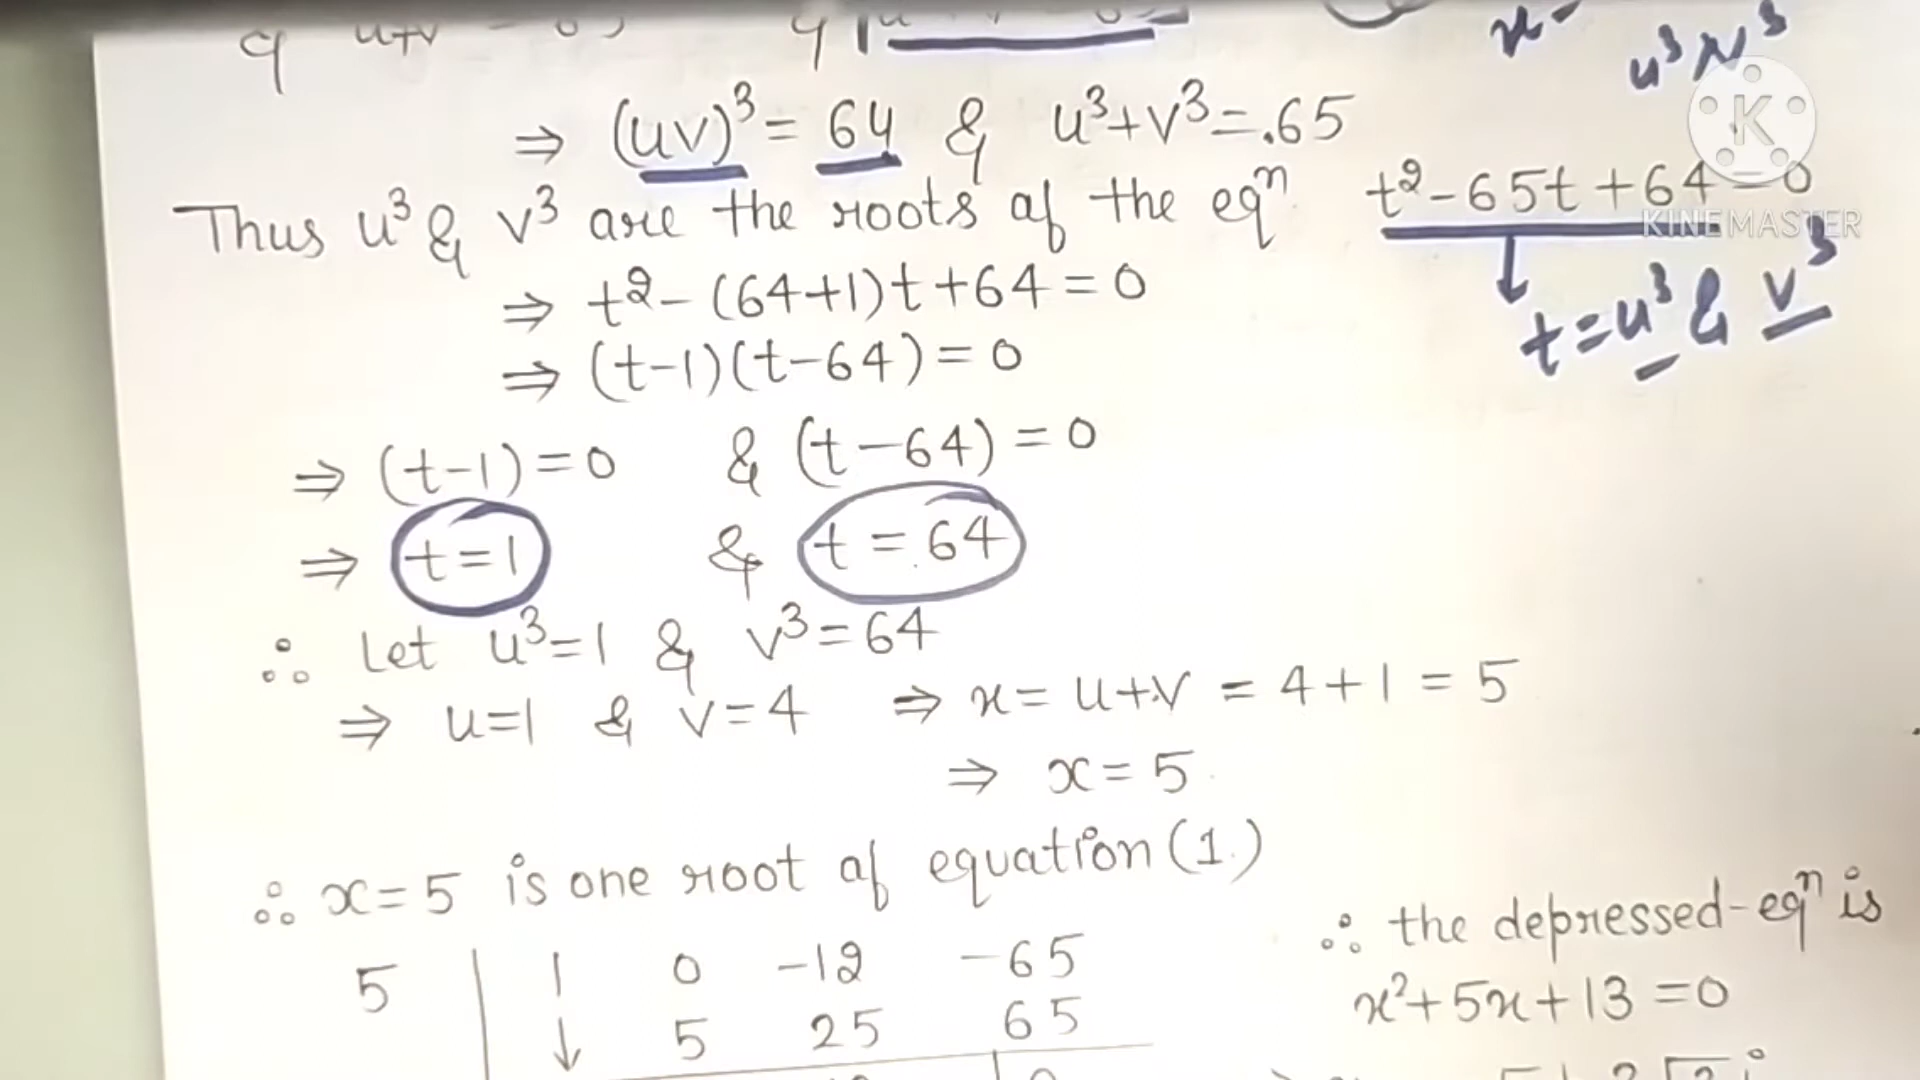 u³ v³
⇒ (uv)³ = 64 & u³+v³=.65
Thus u³ & v³ are the roots of the eqⁿ t²-65t+64=0
KINEMASTER
⇒ t²-(64+1)t+64=0
t=u³ & v³
⇒ (t-1)(t-64)=0
⇒ (t-1)=0 & (t-64)=0
⇒ t=1 & t=64
∴ Let u³=1 & v³=64
⇒ u=1 & v=4 ⇒ x=u+v=4+1=5
⇒ x=5
∴ x=5 is one root of equation (1.)
∴ the depressed-eqⁿ is
x²+5x+13=0
5 | 1 0 -12 -65
↓ 5 25 65